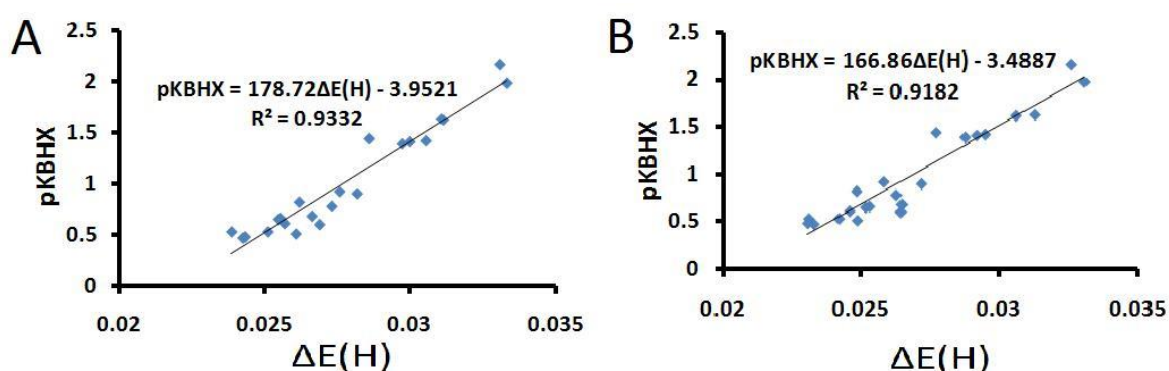 A
pKBHX
2.5
2
1.5
1
0.5
0
pKBHX = 178.72ΔE(H) - 3.9521
R² = 0.9332
0.02
0.025
0.03
0.035
ΔE(H)
B
pKBHX
2.5
2
1.5
1
0.5
0
pKBHX = 166.86ΔE(H) - 3.4887
R² = 0.9182
0.02
0.025
0.03
0.035
ΔE(H)